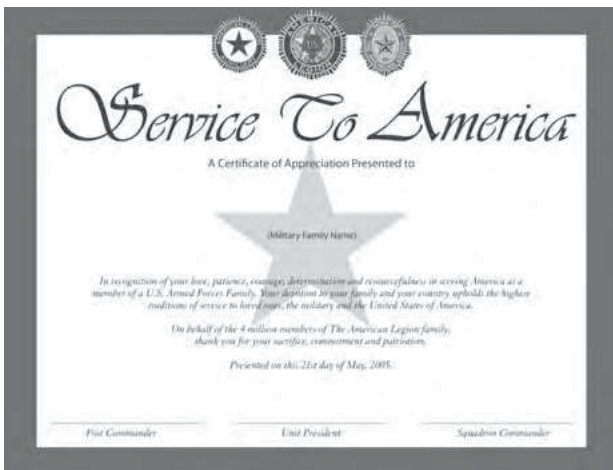 AMERICAN
LEGION
Service To America
A Certificate of Appreciation Presented to
(Military Family Name)
In recognition of your love, patience, courage, determination and resourcefulness in serving America as a
member of a U.S. Armed Forces Family. Your devotion to your family and your country upholds the highest
traditions of service to loved ones, the military and the United States of America.
On behalf of the 4 million members of The American Legion family,
thank you for your sacrifice, commitment and patriotism.
Presented on this 21st day of May, 2005.
Post Commander Unit President Squadron Commander